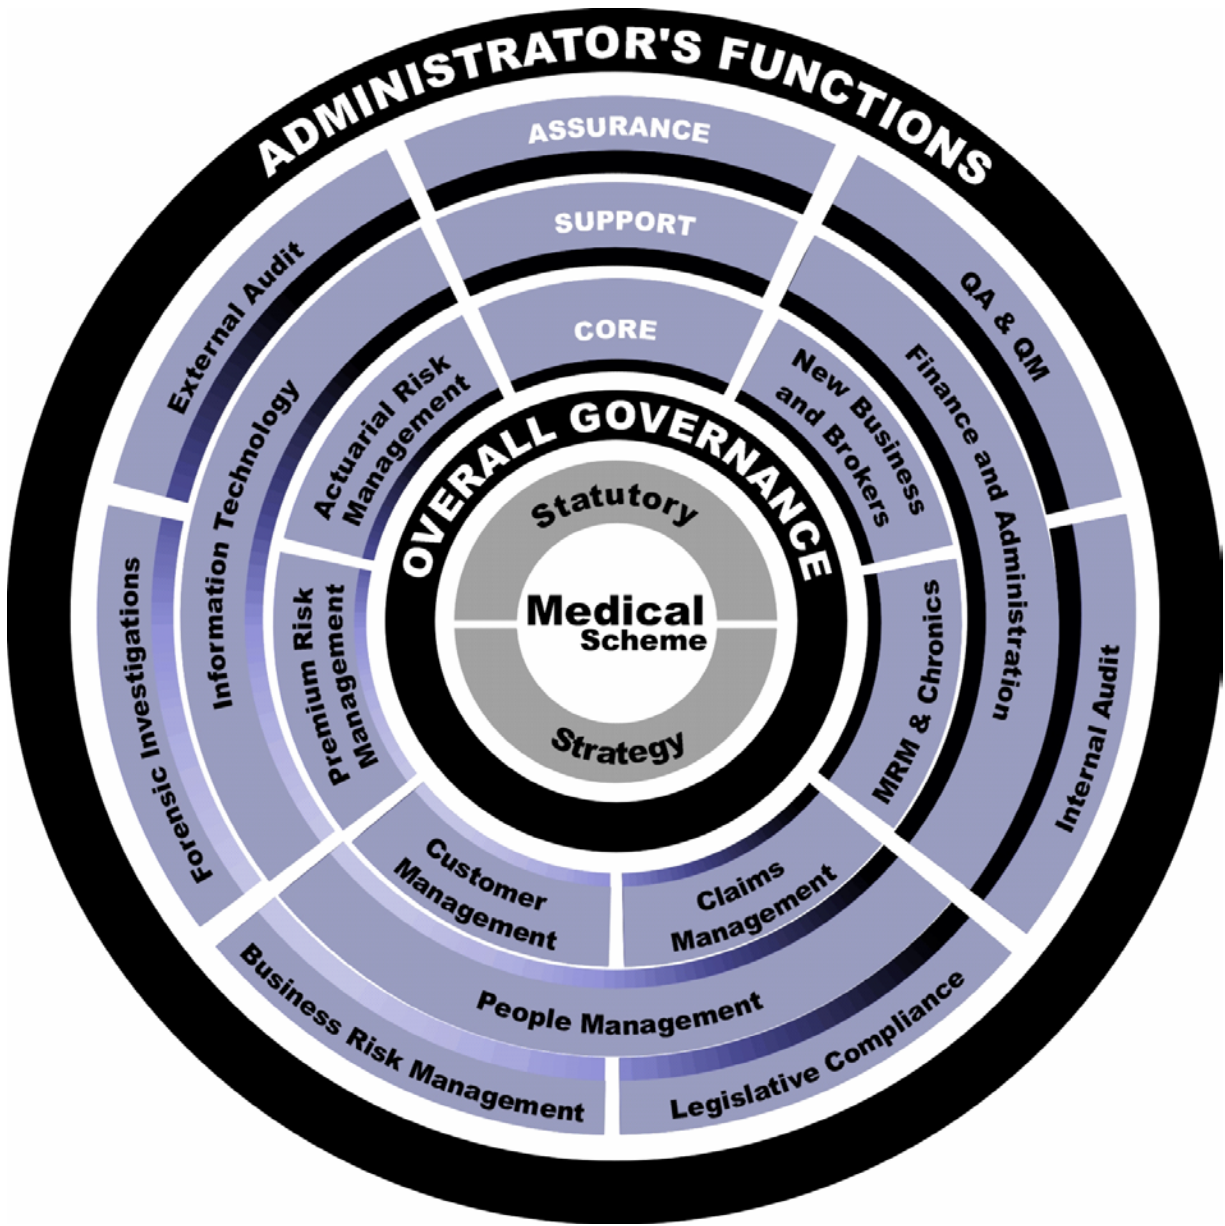 ADMINISTRATOR'S FUNCTIONS
ASSURANCE
QA & QM
Internal Audit
Legislative Compliance
Business Risk Management
Forensic Investigations
External Audit
SUPPORT
Finance and Administration
People Management
Information Technology
CORE
New Business
and Brokers
MRM & Chronics
Claims
Management
Customer
Management
Premium Risk
Management
Actuarial Risk
Management
OVERALL GOVERNANCE
Statutory
Medical
Scheme
Strategy